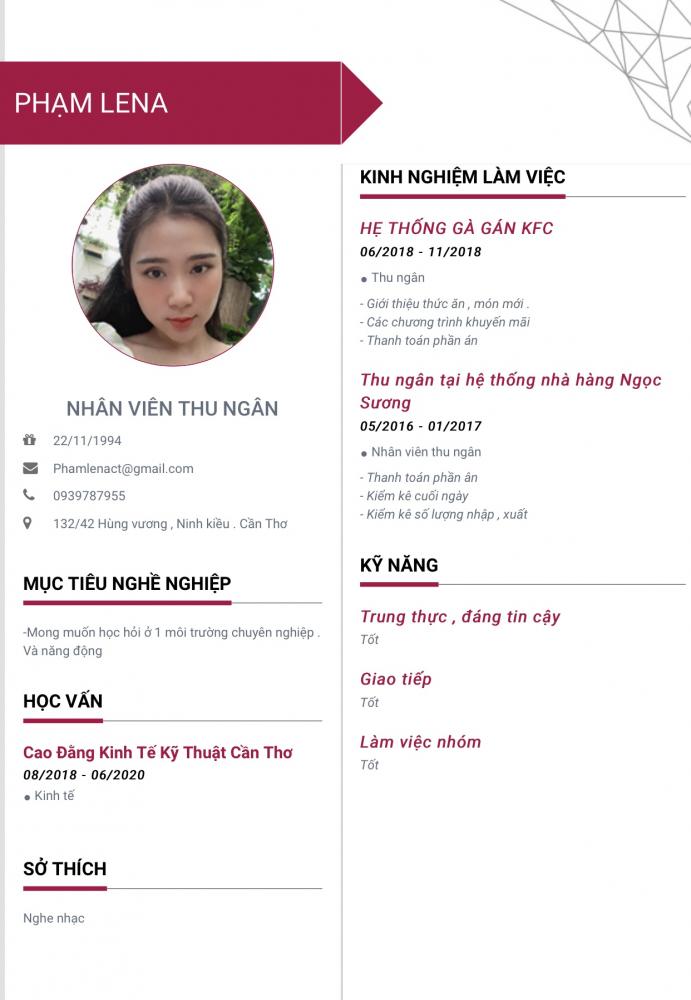 PHẠM LENA
NHÂN VIÊN THU NGÂN
22/11/1994
Phamlenact@gmail.com
0939787955
132/42 Hùng vương , Ninh kiều . Cần Thơ
MỤC TIÊU NGHỀ NGHIỆP
-Mong muốn học hỏi ở 1 môi trường chuyên nghiệp .
Và năng động
HỌC VẤN
Cao Đẳng Kinh Tế Kỹ Thuật Cần Thơ
08/2018 - 06/2020
● Kinh tế
SỞ THÍCH
Nghe nhạc
KINH NGHIỆM LÀM VIỆC
HẸ THỐNG GÀ GÁN KFC
06/2018 - 11/2018
● Thu ngân
- Giới thiệu thức ăn , món mới .
- Các chương trình khuyến mãi
- Thanh toán phần án
Thu ngân tại hệ thống nhà hàng Ngọc
Sương
05/2016 - 01/2017
● Nhân viên thu ngân
- Thanh toán phần ân
- Kiểm kê cuối ngày
- Kiểm kê số lượng nhập , xuất
KỸ NĂNG
Trung thực , đáng tin cậy
Tốt
Giao tiếp
Tốt
Làm việc nhóm
Tốt